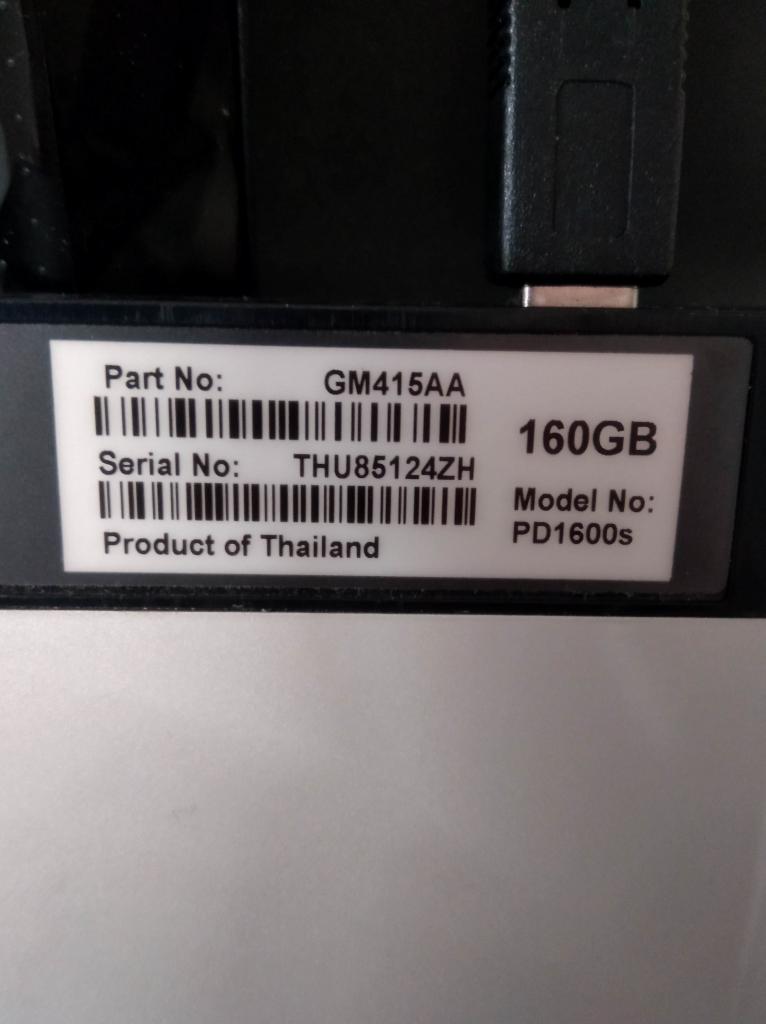 Part No: GM415AA
Serial No: THU85124ZH
Product of Thailand
160GB
Model No:
PD1600s